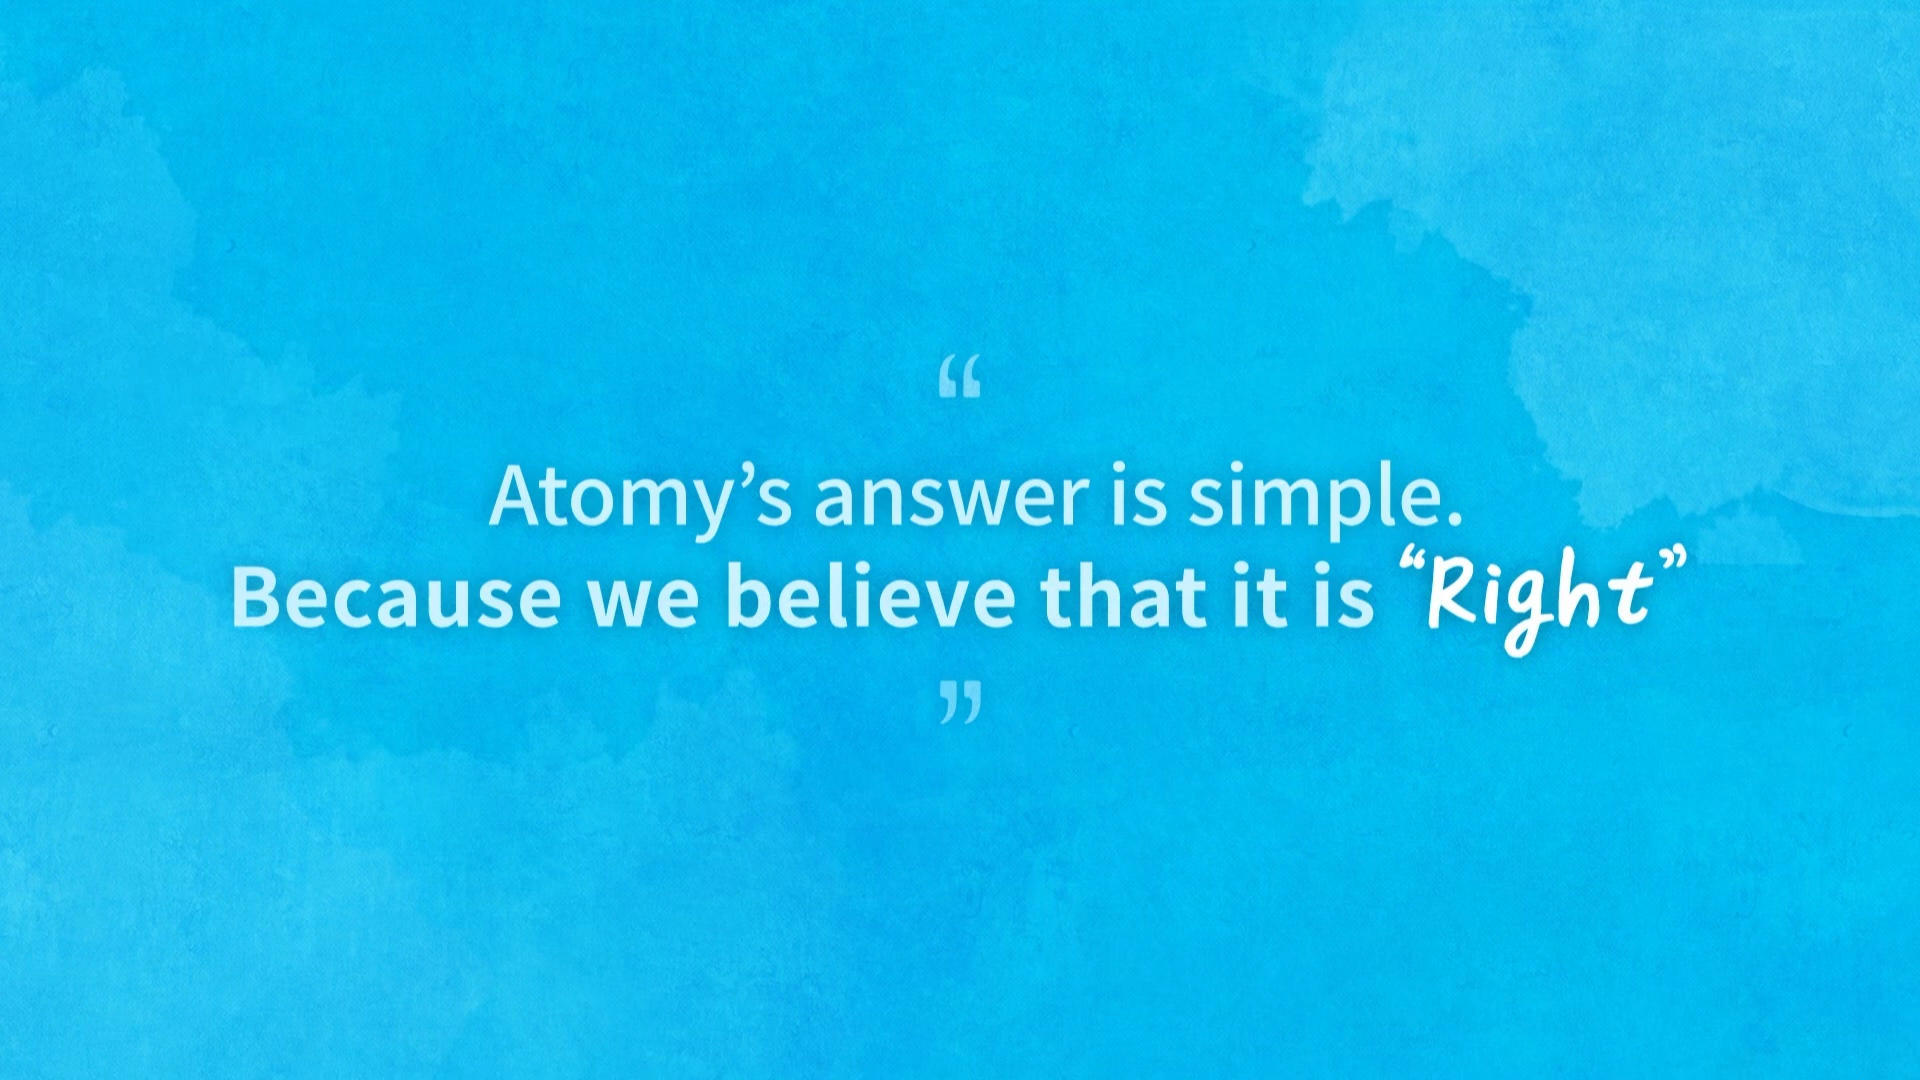 “
Atomy’s answer is simple.
Because we believe that it is “Right”
”